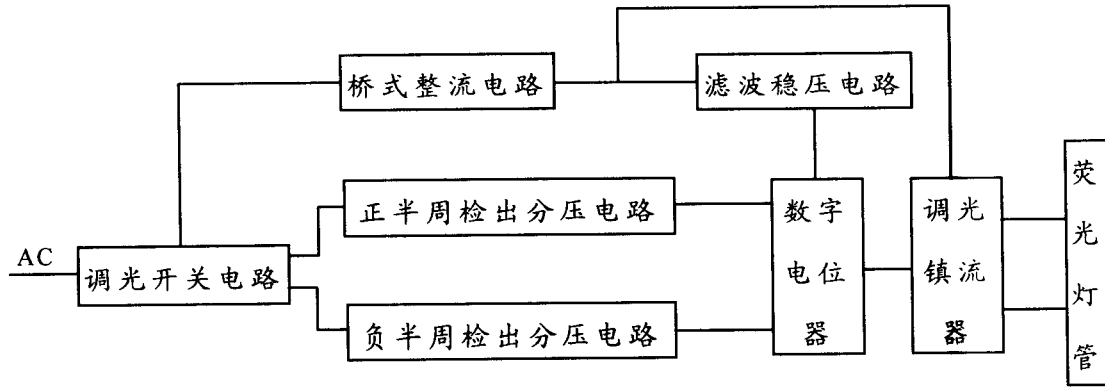 桥式整流电路
滤波稳压电路
正半周检出分压电路
AC
调光开关电路
负半周检出分压电路
数字
电位
器
调光
镇流
器
荧
光
灯
管